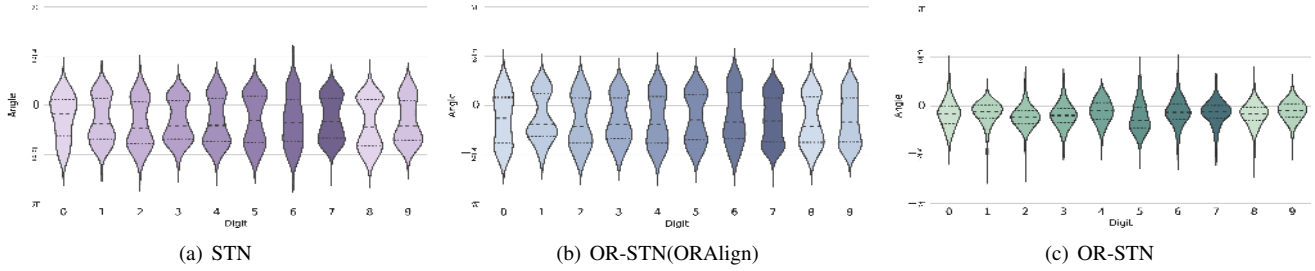 Angle
0
0 1 2 3 4 5 6 7 8 9
Digit
(a) STN
0
0 1 2 3 4 5 6 7 8 9
Digit
(b) OR-STN(ORAlign)
Angle
0
0 1 2 3 4 5 6 7 8 9
Digit
(c) OR-STN